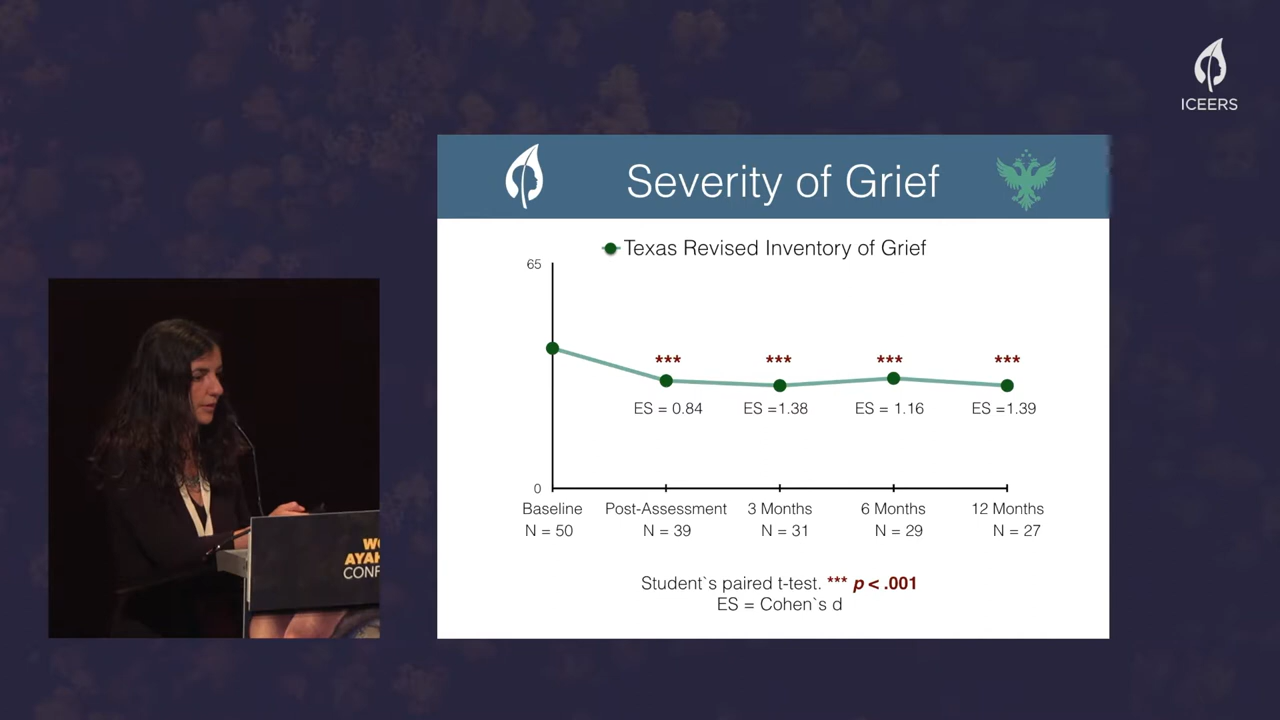 ICEERS
Severity of Grief
Texas Revised Inventory of Grief
65
*** *** *** ***
ES = 0.84 ES =1.38 ES = 1.16 ES =1.39
0
Baseline Post-Assessment 3 Months 6 Months 12 Months
N = 50 N = 39 N = 31 N = 29 N = 27
Student`s paired t-test. *** p < .001
ES = Cohen`s d